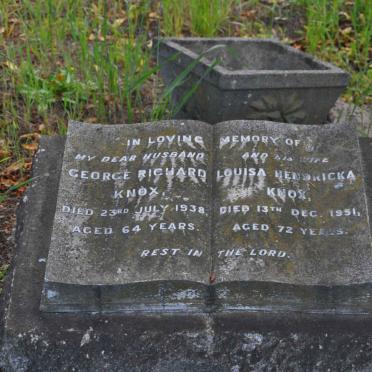 IN LOVING MEMORY OF
MY DEAR HUSBAND
GEORGE RICHARD
KNOX,
DIED 23RD JULY 1938,
AGED 64 YEARS.
AND HIS WIFE
LOUISA HENDRICKA
KNOX,
DIED 13TH DEC. 1951,
AGED 72 YEARS.
REST IN THE LORD.